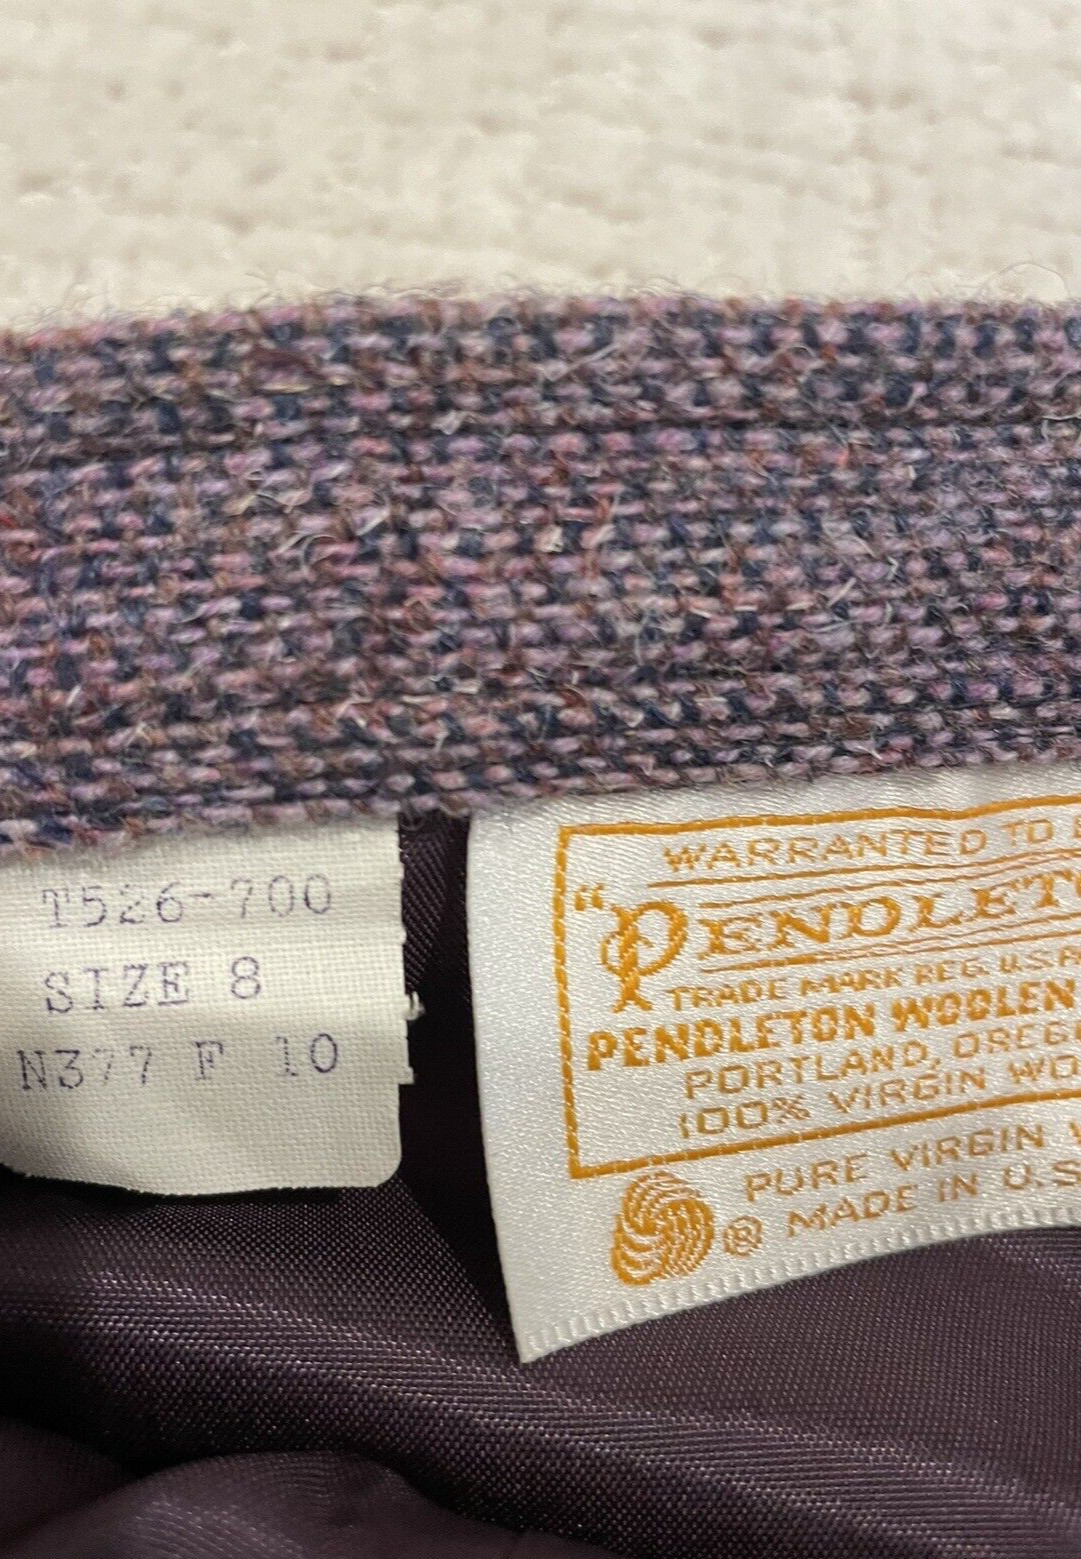 T526-700
SIZE 8
N377 F 10
WARRANTED TO
"PENDLET
TRADE MARK REG. U.S.
PENDLETON WOOLEN
PORTLAND, OREG
100% VIRGIN WO
PURE VIRGIN
® MADE IN U.S